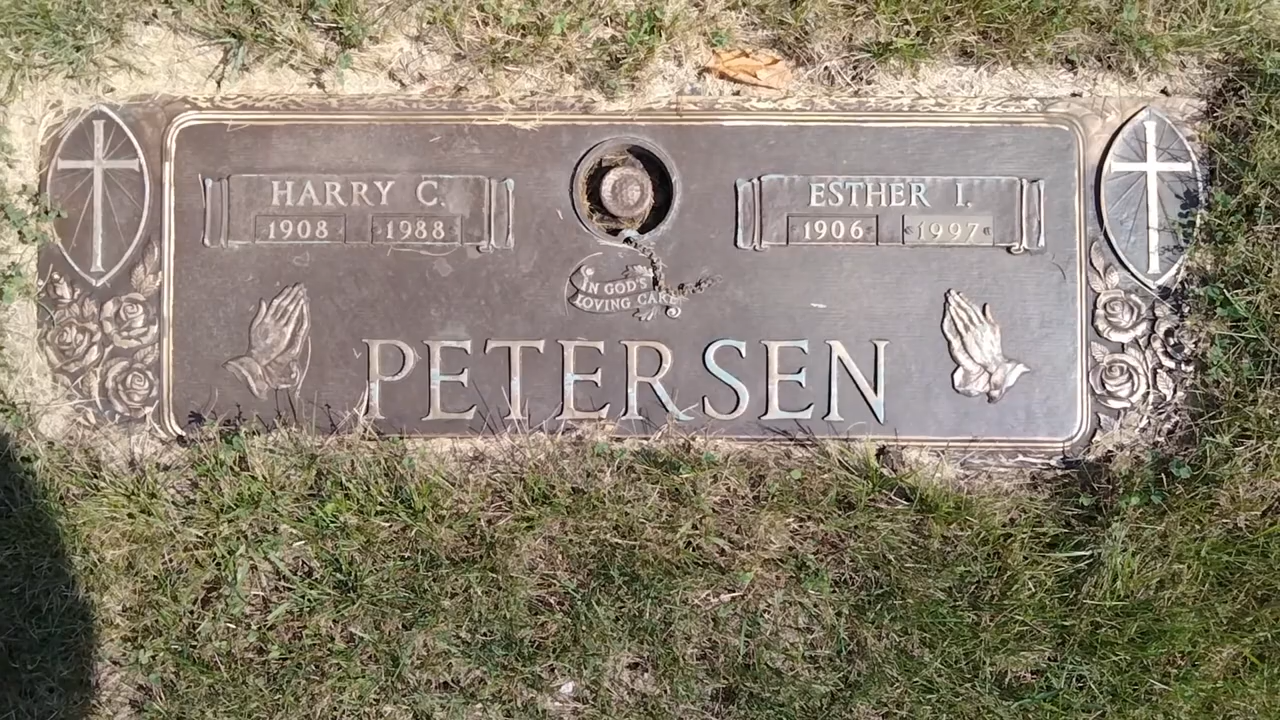 HARRY C.
1908 1988
ESTHER I.
1906 1997
IN GOD'S
LOVING CARE
PETERSEN